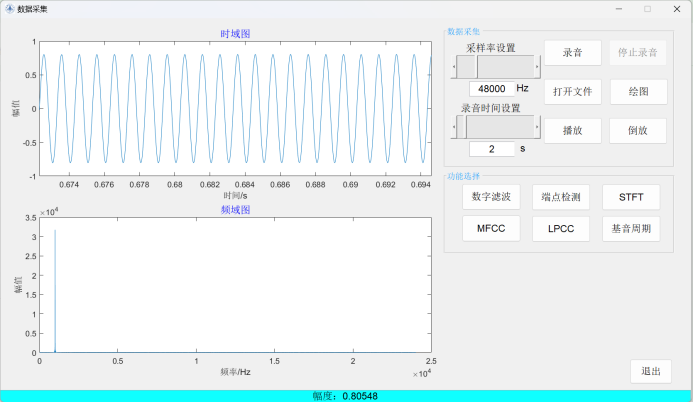 数据采集
时域图
1
0.5
0
-0.5
-1
幅值
0.674 0.676 0.678 0.68 0.682 0.684 0.686 0.688 0.69 0.692 0.694
时间/s
频域图
×10⁴
3.5
3
2.5
2
1.5
1
0.5
0
幅值
0 0.5 1 1.5 2 2.5
频率/Hz
×10⁴
数据采集
采样率设置
48000 Hz
录音时间设置
2 s
录音 停止录音
打开文件 绘图
播放 倒放
功能选择
数字滤波 端点检测 STFT
MFCC LPCC 基音周期
退出
幅度：0.80548